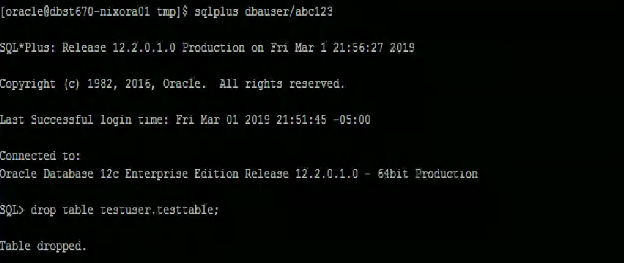 [oracle@dbst670-nixora01 tmp]$ sqlplus dbauser/abc123
SQL*Plus: Release 12.2.0.1.0 Production on Fri Mar 1 21:56:27 2019
Copyright (c) 1982, 2016, Oracle.  All rights reserved.
Last Successful login time: Fri Mar 01 2019 21:51:45 -05:00
Connected to:
Oracle Database 12c Enterprise Edition Release 12.2.0.1.0 - 64bit Production
SQL> drop table testuser.testtable;
Table dropped.